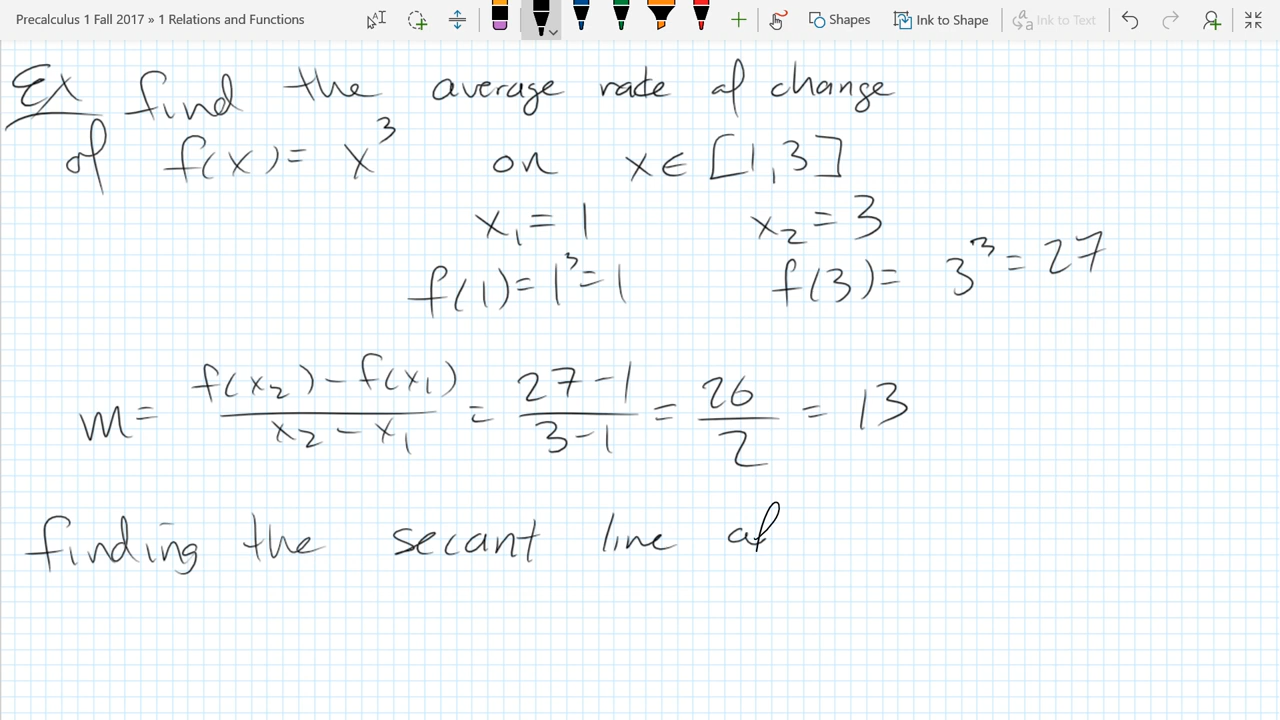 Precalculus 1 Fall 2017 » 1 Relations and Functions
Shapes Ink to Shape Ink to Text
Ex find the average rate of change
of f(x) = x³ on x ∈ [1, 3]
x₁ = 1 x₂ = 3
f(1) = 1³ = 1 f(3) = 3³ = 27
m = (f(x₂) - f(x₁))/(x₂ - x₁) = (27 - 1)/(3 - 1) = 26/2 = 13
finding the secant line of